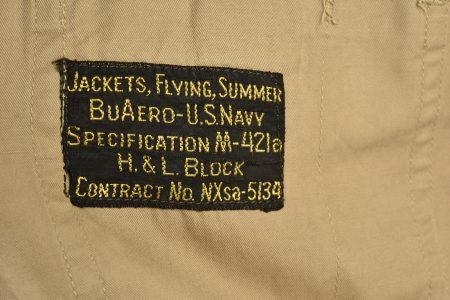 JACKETS, FLYING, SUMMER
BUAERO-U.S.NAVY
SPECIFICATION M-421a
H. & L. BLOCK
CONTRACT NO. NXsa-5134